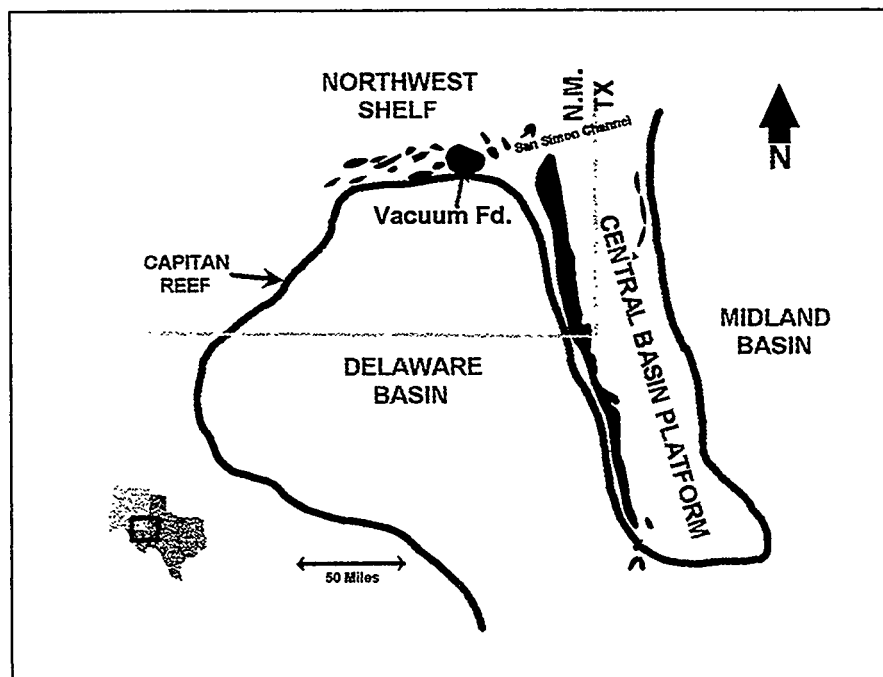 NORTHWEST
SHELF
N.M.
TX
San Simon Channel
N
Vacuum Fd.
CAPITAN
REEF
CENTRAL BASIN PLATFORM
MIDLAND
BASIN
DELAWARE
BASIN
50 Miles